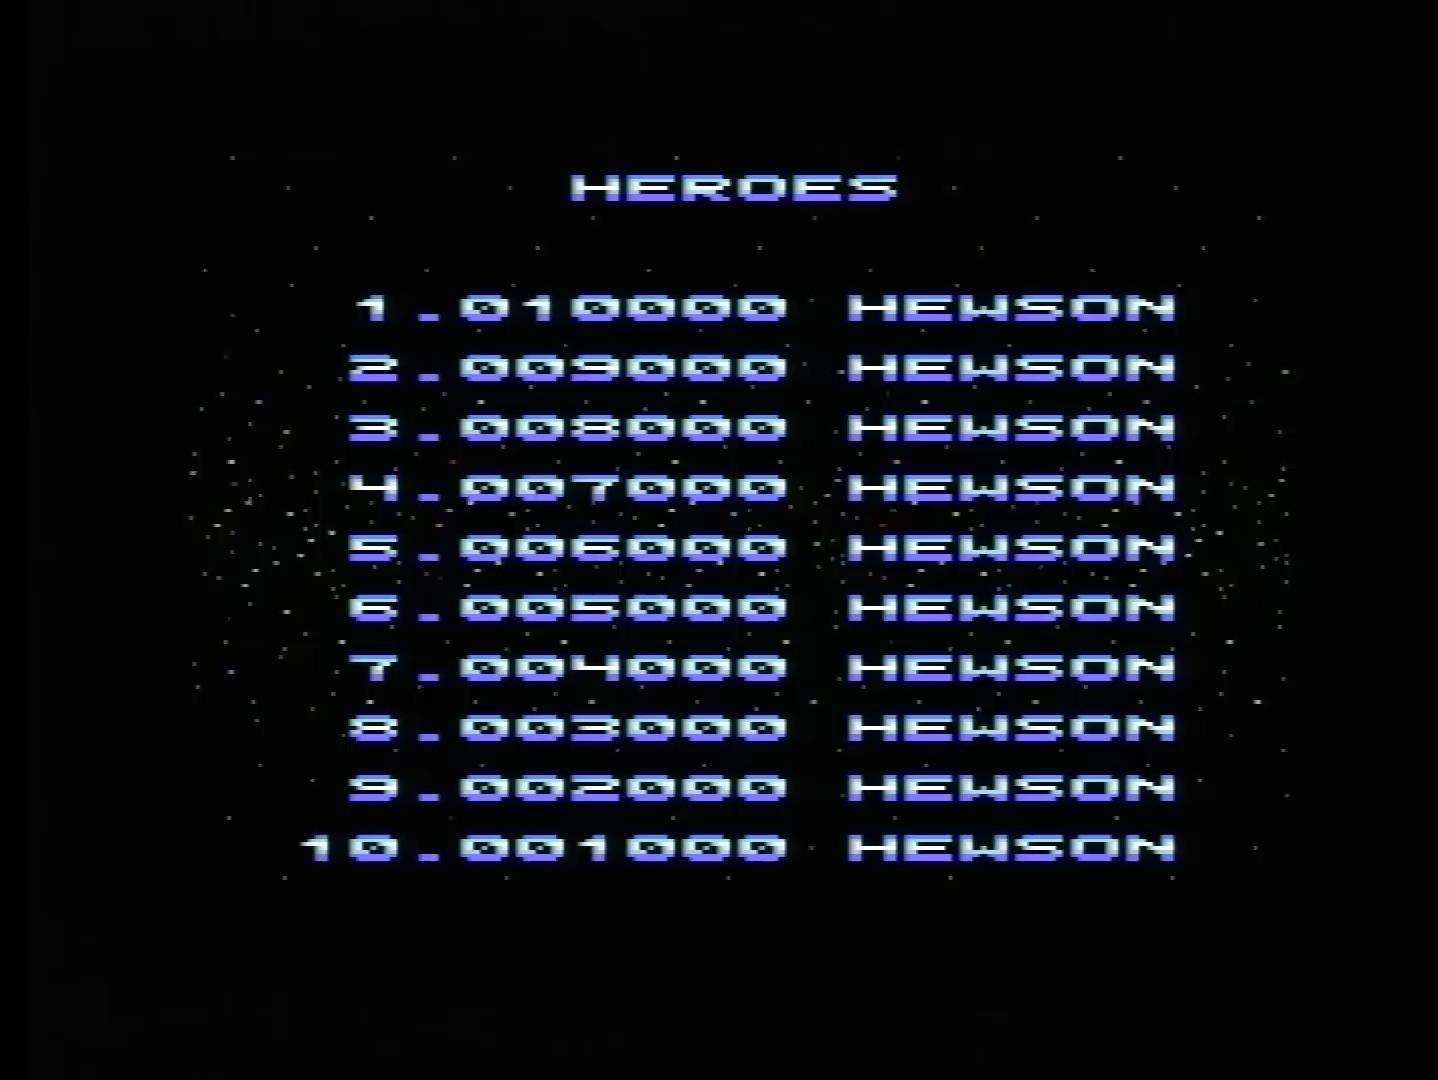 HEROES
1.010000 HEWSON
2.009000 HEWSON
3.008000 HEWSON
4.007000 HEWSON
5.006000 HEWSON
6.005000 HEWSON
7.004000 HEWSON
8.003000 HEWSON
9.002000 HEWSON
10.001000 HEWSON